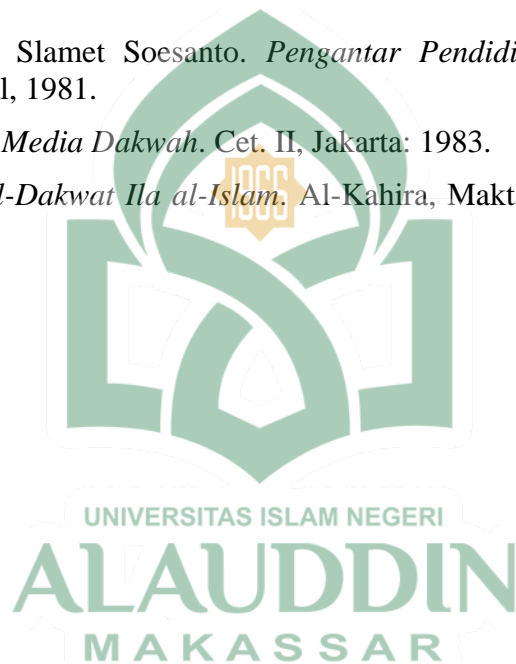 Slamet Soesanto. Pengantar Pendidi
l, 1981.
Media Dakwah. Cet. II, Jakarta: 1983.
l-Dakwat Ila al-Islam. Al-Kahira, Makt
1965
UNIVERSITAS ISLAM NEGERI
ALAUDDIN
MAKASSAR